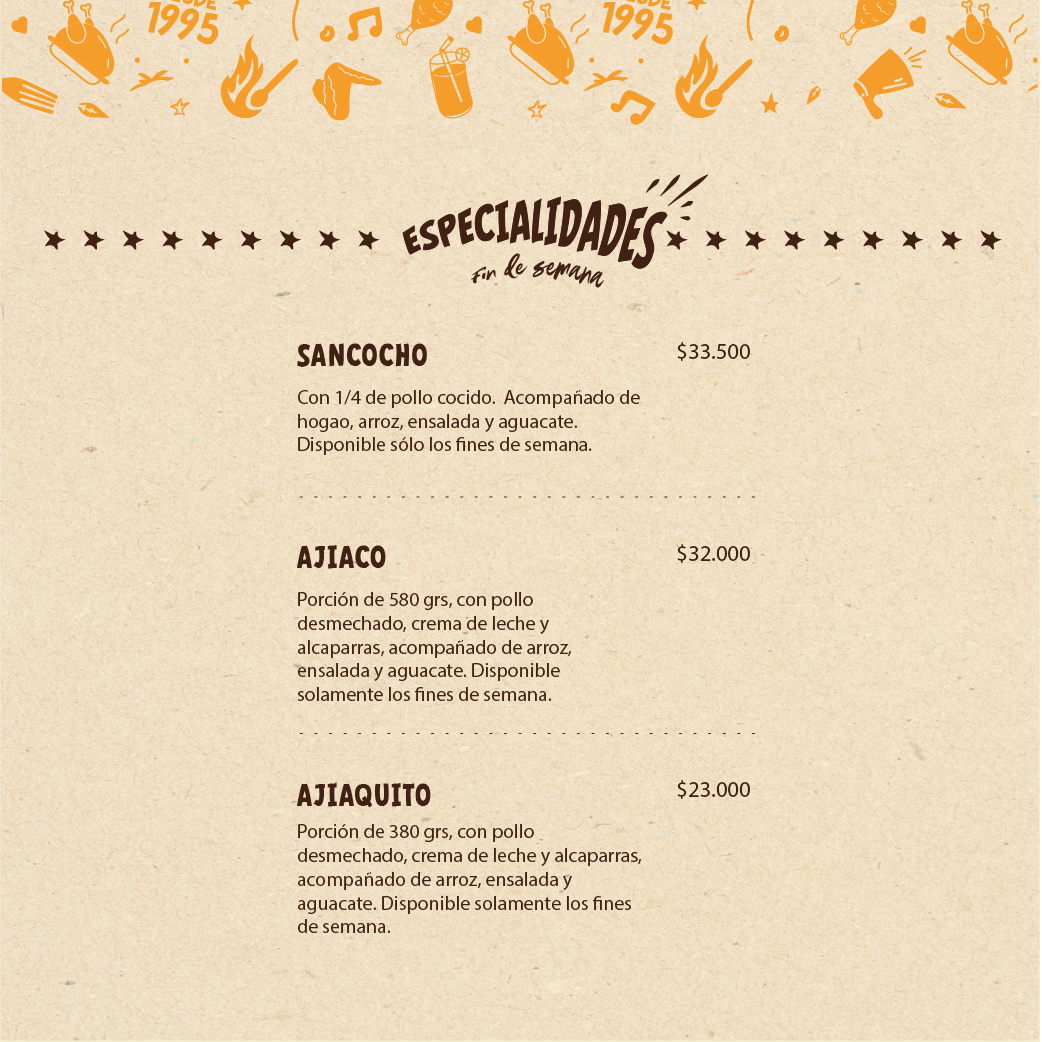 DESDE DESDE
1995 1995
ESPECIALIDADES
Fin de semana
SANCOCHO $33.500
Con 1/4 de pollo cocido.  Acompañado de
hogao, arroz, ensalada y aguacate.
Disponible sólo los fines de semana.
AJIACO $32.000
Porción de 580 grs, con pollo
desmechado, crema de leche y
alcaparras, acompañado de arroz,
ensalada y aguacate. Disponible
solamente los fines de semana.
AJIAQUITO $23.000
Porción de 380 grs, con pollo
desmechado, crema de leche y alcaparras,
acompañado de arroz, ensalada y
aguacate. Disponible solamente los fines
de semana.